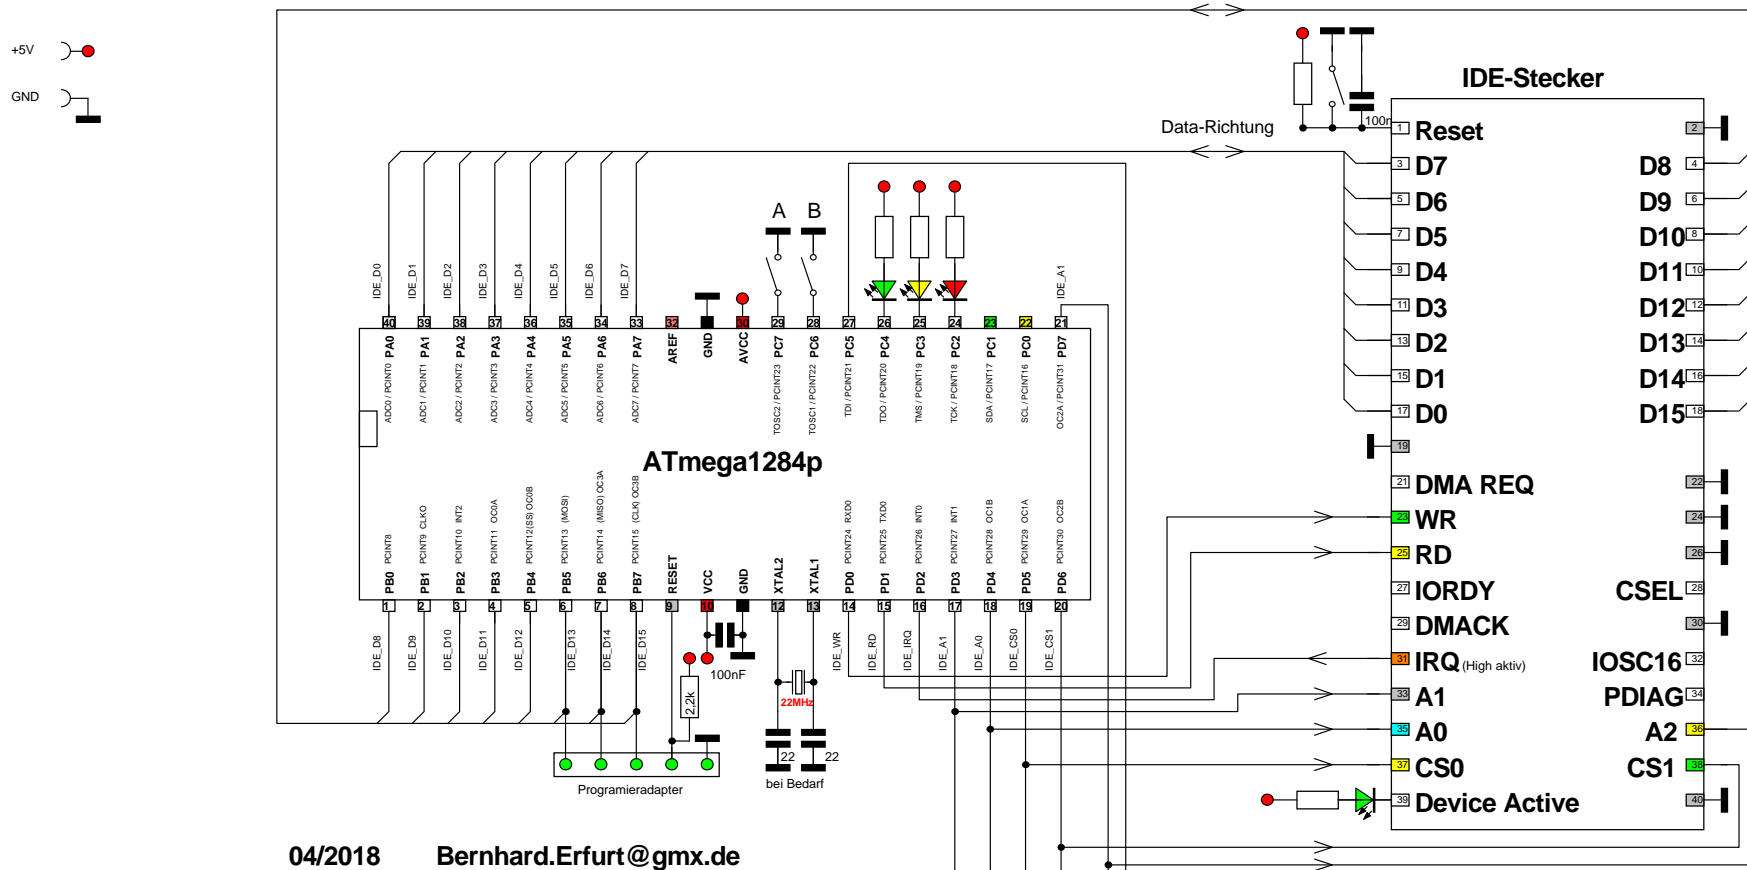 +5V
GND
IDE-Stecker
Data-Richtung
100n
1 Reset 2
3 D7 D8 4
5 D6 D9 6
7 D5 D10 8
9 D4 D11 10
11 D3 D12 12
13 D2 D13 14
15 D1 D14 16
17 D0 D15 18
19
21 DMA REQ 22
23 WR 24
25 RD 26
27 IORDY CSEL 28
29 DMACK 30
31 IRQ (High aktiv) IOSC16 32
33 A1 PDIAG 34
35 A0 A2 36
37 CS0 CS1 38
39 Device Active 40
A B
IDE_D0 IDE_D1 IDE_D2 IDE_D3 IDE_D4 IDE_D5 IDE_D6 IDE_D7 IDE_A1
40 39 38 37 36 35 34 33 32 31 30 29 28 27 26 25 24 23 22 21
PA0 PA1 PA2 PA3 PA4 PA5 PA6 PA7 AREF GND AVCC PC7 PC6 PC5 PC4 PC3 PC2 PC1 PC0 PD7
ADC0 / PCINT0 ADC1 / PCINT1 ADC2 / PCINT2 ADC3 / PCINT3 ADC4 / PCINT4 ADC5 / PCINT5 ADC6 / PCINT6 ADC7 / PCINT7 TOSC2 / PCINT23 TOSC1 / PCINT22 TDI / PCINT21 TDO / PCINT20 TMS / PCINT19 TCK / PCINT18 SDA / PCINT17 SCL / PCINT16 OC2A / PCINT31
ATmega1284p
PCINT8 PCINT9 CLKO PCINT10 INT2 PCINT11 OC0A PCINT12(SS) OC0B PCINT13 (MOSI) PCINT14 (MISO) OC3A PCINT15 (CLK) OC3B PCINT24 RXD0 PCINT25 TXD0 PCINT26 INT0 PCINT27 INT1 PCINT28 OC1B PCINT29 OC1A PCINT30 OC2B
PB0 PB1 PB2 PB3 PB4 PB5 PB6 PB7 RESET VCC GND XTAL2 XTAL1 PD0 PD1 PD2 PD3 PD4 PD5 PD6
1 2 3 4 5 6 7 8 9 10 11 12 13 14 15 16 17 18 19 20
IDE_D8 IDE_D9 IDE_D10 IDE_D11 IDE_D12 IDE_D13 IDE_D14 IDE_D15 IDE_WR IDE_RD IDE_IRQ IDE_A1 IDE_A0 IDE_CS0 IDE_CS1
100nF
2,2k
22MHz
22 22
bei Bedarf
Programieradapter
04/2018 Bernhard.Erfurt@gmx.de